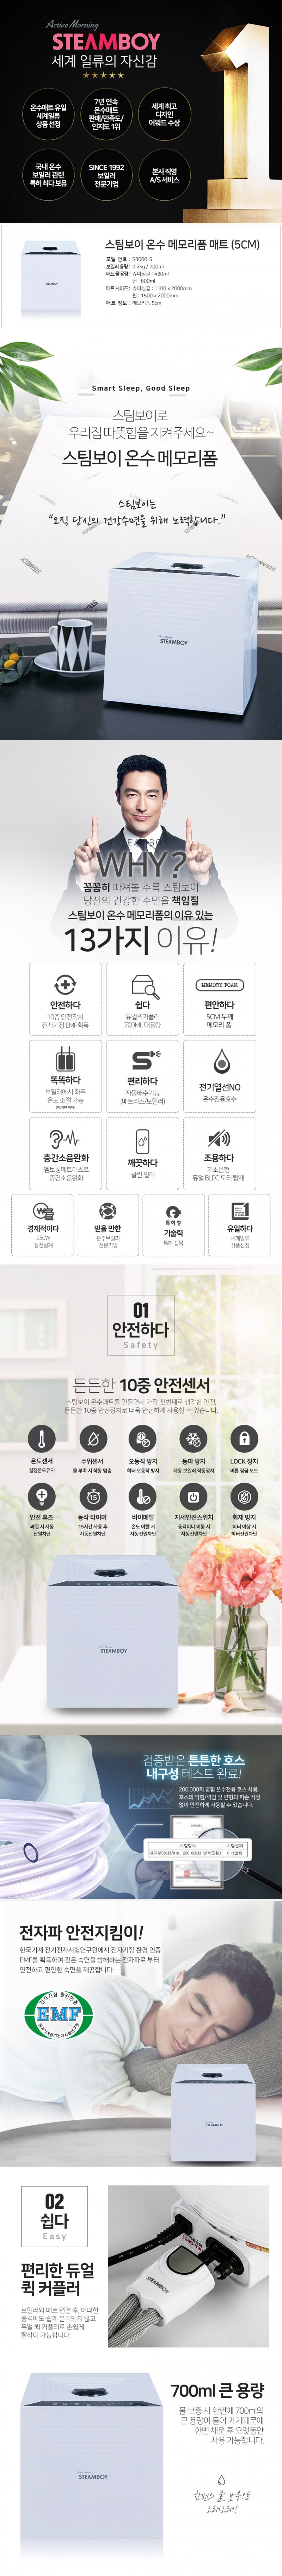 Active Morning
STEAMBOY
세계 일류의 자신감
온수매트 유일
세계일류
상품 선정
7년 연속
온수매트
판매/만족도/
인지도 1위
세계 최고
디자인
어워드 수상
국내 온수
보일러 관련
특허 최다 보유
SINCE 1992
보일러
전문기업
본사 직영
A/S 서비스
스팀보이 온수 메모리폼 매트 (5CM)
모델 번호 : S8000-S
보일러 용량 : 2.2kg / 700ml
매트물 용량 : 슈퍼싱글 : 430ml
퀸 : 600ml
매트 사이즈 : 슈퍼싱글 : 1100 x 2000mm
퀸 : 1500 x 2000mm
매트 정보 : 메모리폼 5cm
STEAMBOY
Smart Sleep, Good Sleep
스팀보이로
우리집 따뜻함을 지켜주세요~
스팀보이 온수 메모리폼
스팀보이는
“오직 당신의 건강수면을 위해 노력합니다.”
STEAMBOY
WHY?
꼼꼼히 따져볼 수록 스팀보이
당신의 건강한 수면을 책임질
스팀보이 온수 메모리폼의 이유 있는
13가지 이유!
안전하다
10중 안전장치
전자기장 EMF획득
쉽다
듀얼퀵커플러
700ML 대용량
MEMORY FOAM
편안하다
5CM 두께
메모리 폼
똑똑하다
보일러에서 좌우
온도 조절 가능
편리하다
자동배수기능
(매트리스/보일러)
전기열선NO
온수전용호수
층간소음완화
엠보싱매트리스로
층간소음완화
깨끗하다
클린 필터
조용하다
저소음형
듀얼 BLDC 모터 탑재
경제적이다
250W
절전설계
믿을 만한
온수보일러
전문기업
특허청
기술력
특허 접목
유일하다
세계일류
상품선정
01
안전하다
Safety
든든한 10중 안전센서
스팀보이 온수매트를 만들면서 가장 첫번째로 생각한 안전,
든든한 10중 안전장치로 더욱 안전하게 사용할 수 있습니다.
온도센서
설정온도유지
수위센서
물 부족 시 작동 멈춤
오동작 방지
히터 오동작 방지
동파 방지
자동 보일러 작동정지
LOCK 장치
버튼 잠금 모드
안전 퓨즈
과열 시 자동
전원차단
동작 타이머
15시간 사용 후
자동전원차단
바이메탈
온도 이탈 시
자동전원차단
자세안전스위치
충격이나 이동 시
자동전원차단
화재 방지
히터 이상 시
히터전원차단
STEAMBOY
검증받은 튼튼한 호스
내구성 테스트 완료!
200,000회 굽힘 온수전용 호스 사용,
호스의 막힘/꺽임 및 변형과 파손 걱정
없이 안전하게 사용할 수 있습니다.
시험항목
시험결과
이상없음
전자파 안전지킴이!
한국기계 전기전자시험연구원에서 전자기장 환경 인증
EMF를 획득하여 깊은 숙면을 방해하는 전자파로 부터
안전하고 편안한 숙면을 제공합니다.
전자기장 환경인증
EMF
한국기계전기전자시험연구원
STEAMBOY
02
쉽다
Easy
편리한 듀얼
퀵 커플러
보일러와 매트 연결 후, 어떠한
충격에도 쉽게 분리되지 않고
듀얼 퀵 커플러로 손쉽게
탈착이 가능합니다.
STEAMBOY
700ml 큰 용량
물 보충 시 한번에 700ml의
큰 용량이 들어 가기때문에
한번 채운 후 오랫동안
사용 가능합니다.
STEAMBOY
한번의 물 보충으로
오래오래!